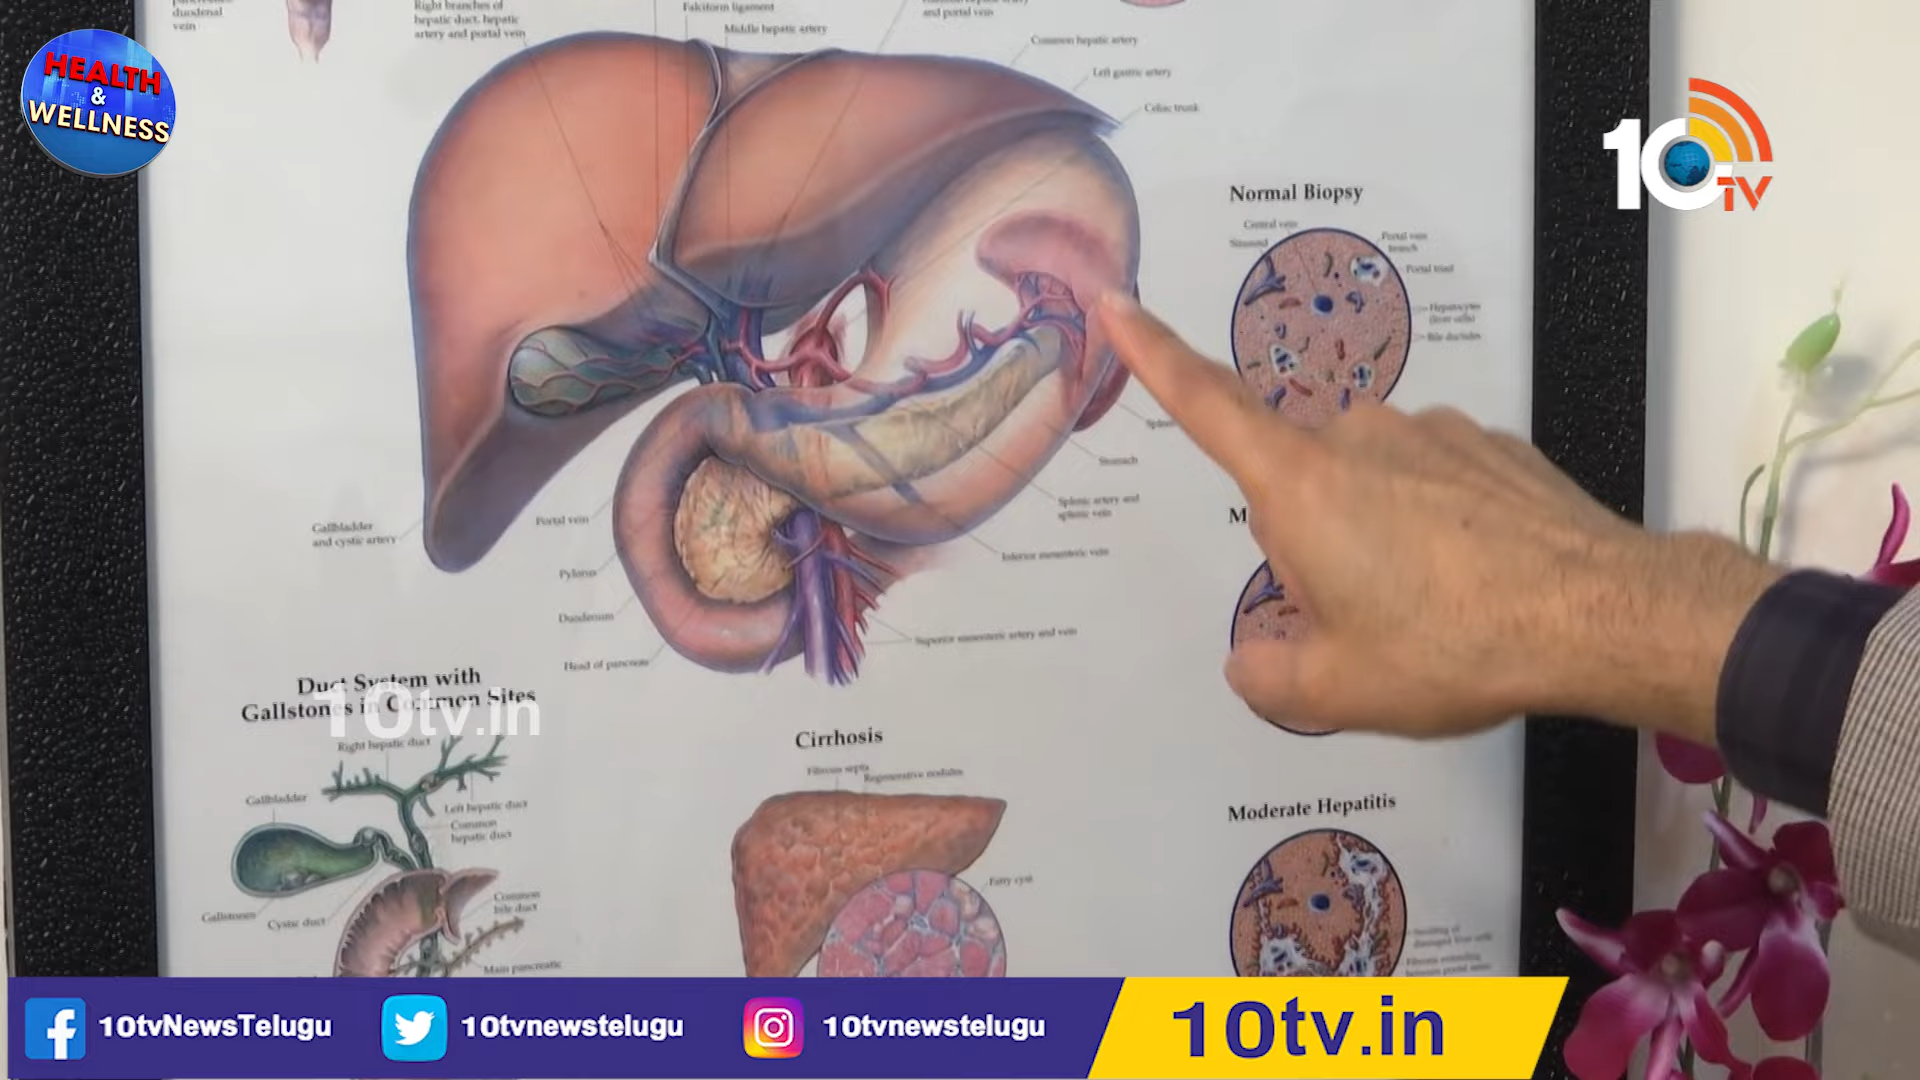 duodenal
vein
Right branches of
hepatic duct, hepatic
artery and portal vein
Falciform ligament
Middle hepatic artery
and portal vein
Common hepatic artery
Left gastric artery
Celiac trunk
HEALTH
&
WELLNESS
10
TV
Normal Biopsy
Central vein
Sinusoid
Portal vein
branch
Portal triad
Hepatocytes
(liver cells)
Bile ductules
Spleen
Stomach
Splenic artery and
splenic vein
Inferior mesenteric vein
Gallbladder
and cystic artery
Portal vein
Pylorus
Duodenum
Head of pancreas
Superior mesenteric artery and vein
M
Duct System with
Gallstones in Common Sites
10tv.in
Right hepatic duct
Gallbladder
Left hepatic duct
Common
hepatic duct
Common
bile duct
Gallstones
Cystic duct
Main pancreatic
Cirrhosis
Fibrous septa
Regenerative nodules
Fatty cyst
Moderate Hepatitis
10tvNewsTelugu
10tvnewstelugu
10tvnewstelugu
10tv.in